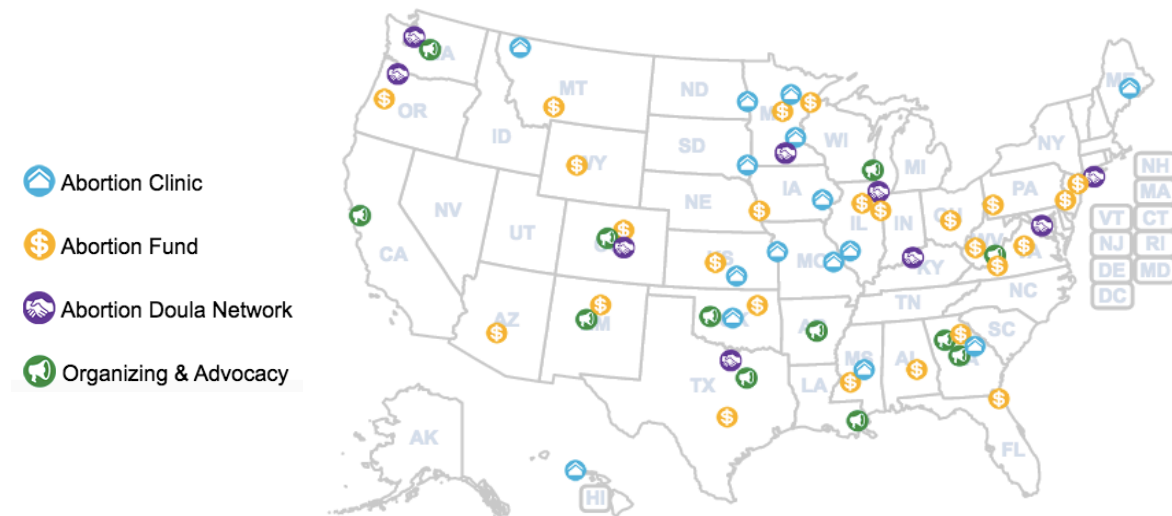 Abortion Clinic
Abortion Fund
Abortion Doula Network
Organizing & Advocacy
MT
ND
OR
ID
SD
WI
MI
NY
NE
IA
PA
NH
MA
VT
CT
NJ
RI
DE
MD
DC
NV
UT
CA
IL
IN
KY
MO
TN
NC
SC
AZ
TX
LA
MS
AL
FL
AK
HI